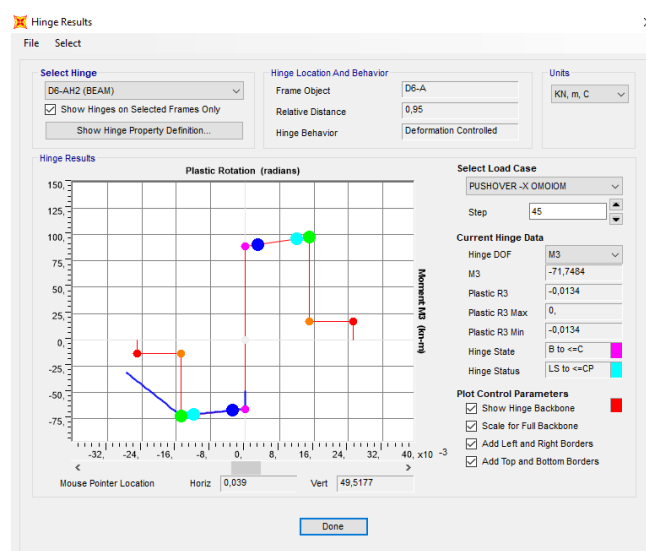 Hinge Results
File Select
Select Hinge
D6-AH2 (BEAM)
Show Hinges on Selected Frames Only
Show Hinge Property Definition...
Hinge Location And Behavior
Frame Object D6-A
Relative Distance 0,95
Hinge Behavior Deformation Controlled
Units
KN, m, C
Hinge Results
Plastic Rotation (radians)
150,
125,
100,
75,
50,
25,
0,
-25,
-50,
-75,
-32, -24, -16, -8, 0, 8, 16, 24, 32, 40, x10 -3
Moment M3 (kn-m)
Mouse Pointer Location Horiz 0,039 Vert 49,5177
Select Load Case
PUSHOVER -X OMOIOM
Step 45
Current Hinge Data
Hinge DOF M3
M3 -71,7484
Plastic R3 -0,0134
Plastic R3 Max 0,
Plastic R3 Min -0,0134
Hinge State B to <=C
Hinge Status LS to <=CP
Plot Control Parameters
Show Hinge Backbone
Scale for Full Backbone
Add Left and Right Borders
Add Top and Bottom Borders
Done